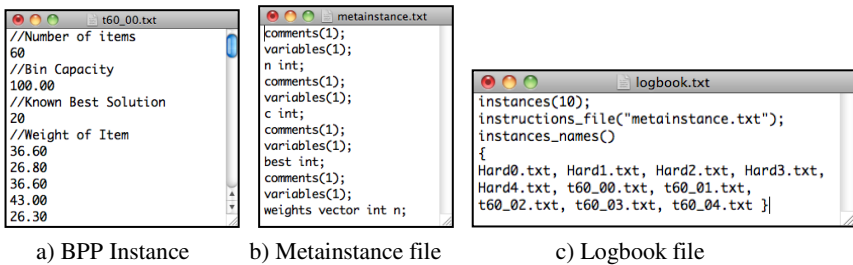 t60_00.txt
//Number of items
60
//Bin Capacity
100.00
//Known Best Solution
20
//Weight of Item
36.60
26.80
36.60
43.00
26.30
a) BPP Instance
metainstance.txt
comments(1);
variables(1);
n int;
comments(1);
variables(1);
c int;
comments(1);
variables(1);
best int;
comments(1);
variables(1);
weights vector int n;
b) Metainstance file
logbook.txt
instances(10);
instructions_file("metainstance.txt");
instances_names()
{
Hard0.txt, Hard1.txt, Hard2.txt, Hard3.txt,
Hard4.txt, t60_00.txt, t60_01.txt,
t60_02.txt, t60_03.txt, t60_04.txt }
c) Logbook file